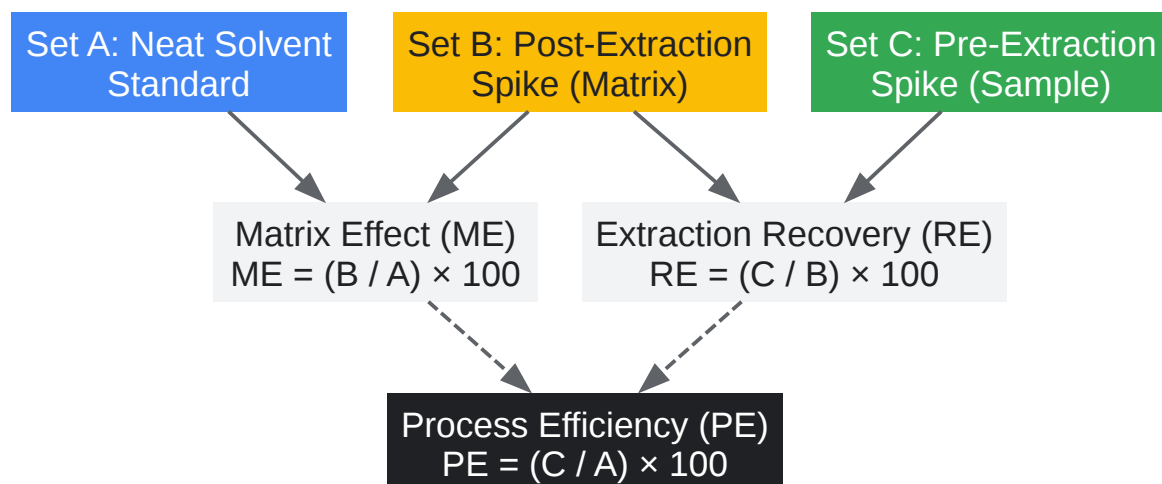 Set A: Neat Solvent
Standard
Set B: Post-Extraction
Spike (Matrix)
Set C: Pre-Extraction
Spike (Sample)
Matrix Effect (ME)
ME = (B / A) × 100
Extraction Recovery (RE)
RE = (C / B) × 100
Process Efficiency (PE)
PE = (C / A) × 100